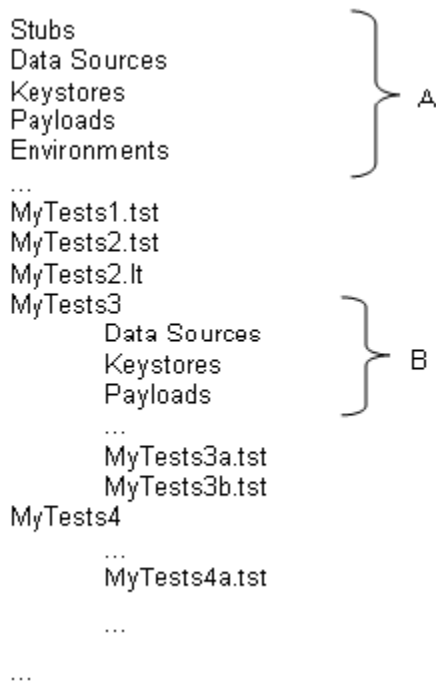 Stubs
Data Sources
Keystores
Payloads
Environments
A
...
MyTests1.tst
MyTests2.tst
MyTests2.lt
MyTests3
Data Sources
Keystores
Payloads
B
...
MyTests3a.tst
MyTests3b.tst
MyTests4
...
MyTests4a.tst
...
...